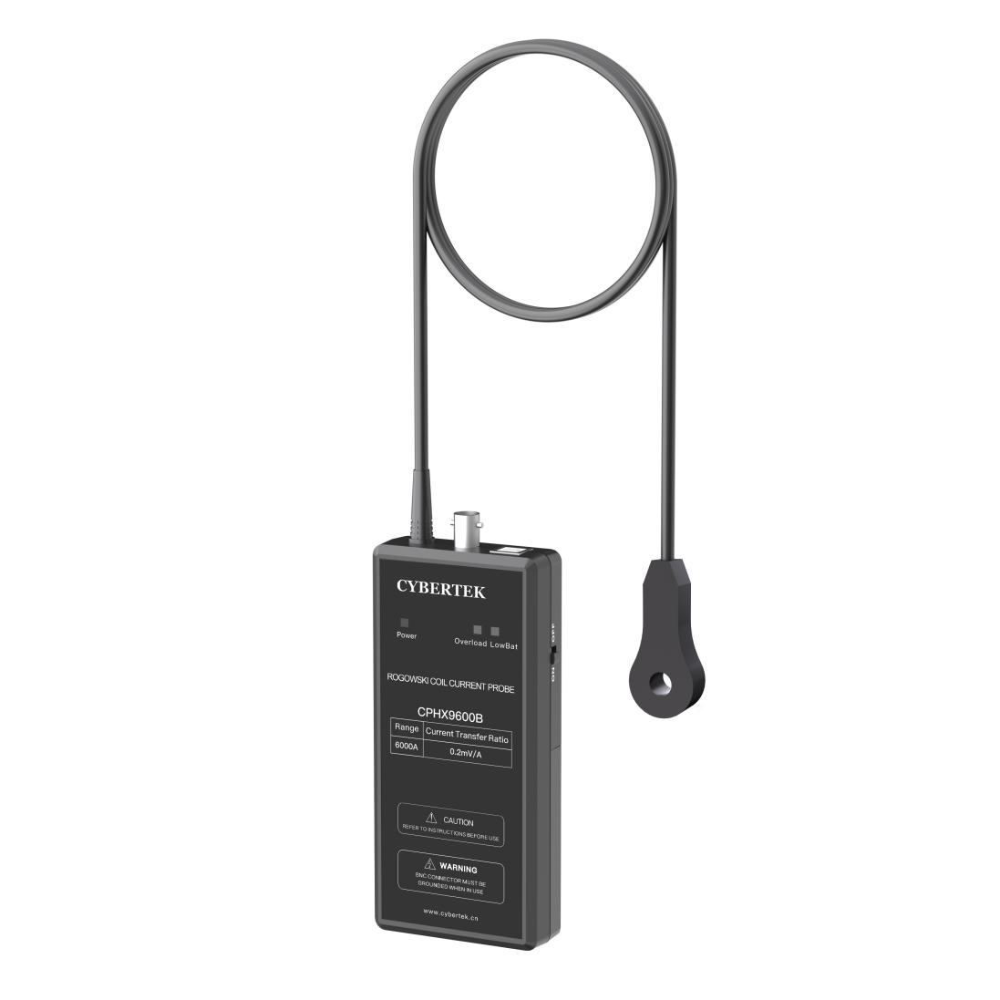 CYBERTEK
Power
Overload LowBat
OFF
ON
ROGOWSKI COIL CURRENT PROBE
CPHX9600B
Range Current Transfer Ratio
6000A 0.2mV/A
CAUTION
REFER TO INSTRUCTIONS BEFORE USE
WARNING
BNC CONNECTOR MUST BE
GROUNDED WHEN IN USE
www.cybertek.cn